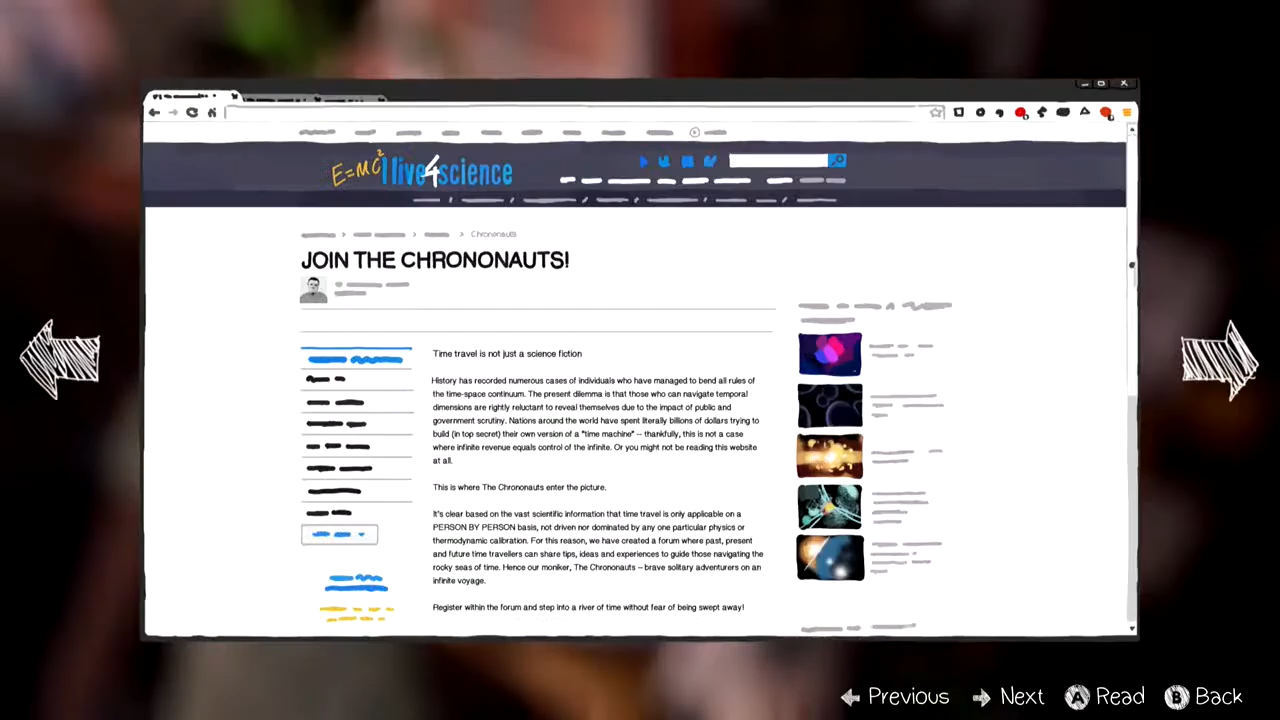 E=MC² I live4science
Chrononauts
JOIN THE CHRONONAUTS!
Time travel is not just a science fiction
History has recorded numerous cases of individuals who have managed to bend all rules of
the time-space continuum. The present dilemma is that those who can navigate temporal
dimensions are rightly reluctant to reveal themselves due to the impact of public and
government scrutiny. Nations around the world have spent literally billions of dollars trying to
build (in top secret) their own version of a "time machine" -- thankfully, this is not a case
where infinite revenue equals control of the infinite. Or you might not be reading this website
at all.
This is where The Chrononauts enter the picture.
It's clear based on the vast scientific information that time travel is only applicable on a
PERSON BY PERSON basis, not driven nor dominated by any one particular physics or
thermodynamic calibration. For this reason, we have created a forum where past, present
and future time travellers can share tips, ideas and experiences to guide those navigating the
rocky seas of time. Hence our moniker, The Chrononauts -- brave solitary adventurers on an
infinite voyage.
Register within the forum and step into a river of time without fear of being swept away!
Previous Next A Read B Back